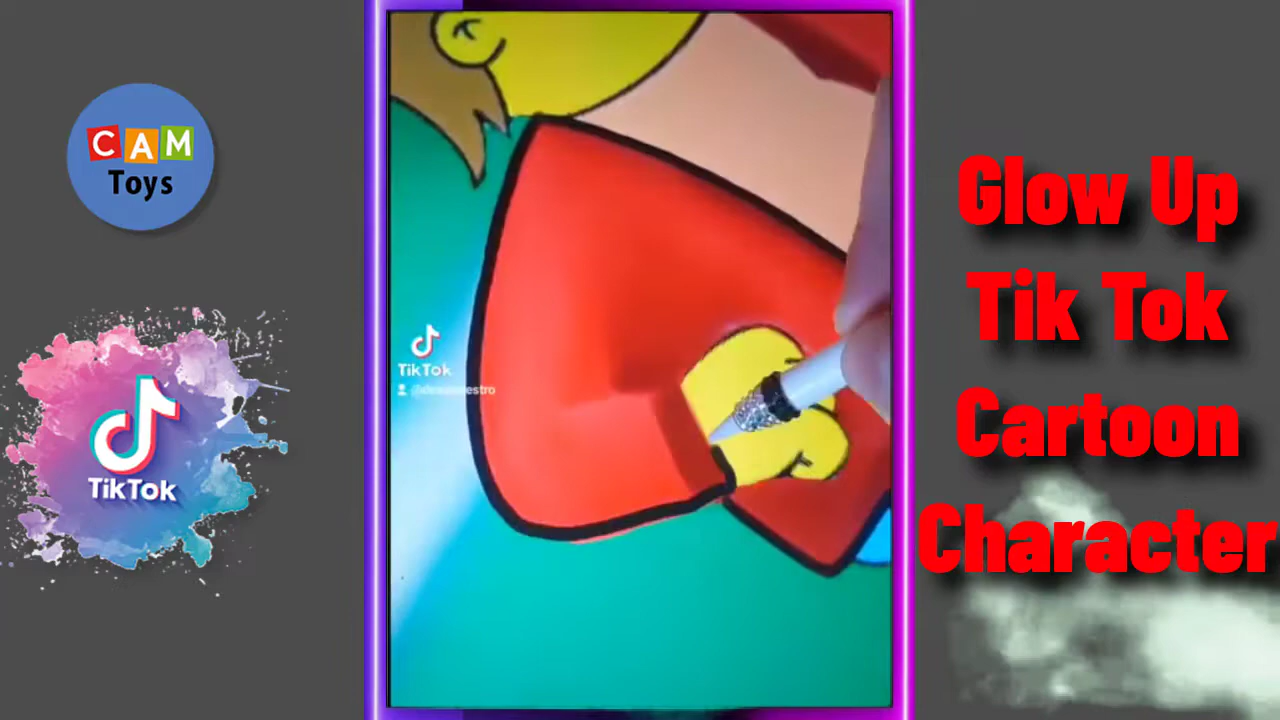 CAM
Toys
TikTok
TikTok
Glow Up
Tik Tok
Cartoon
Character